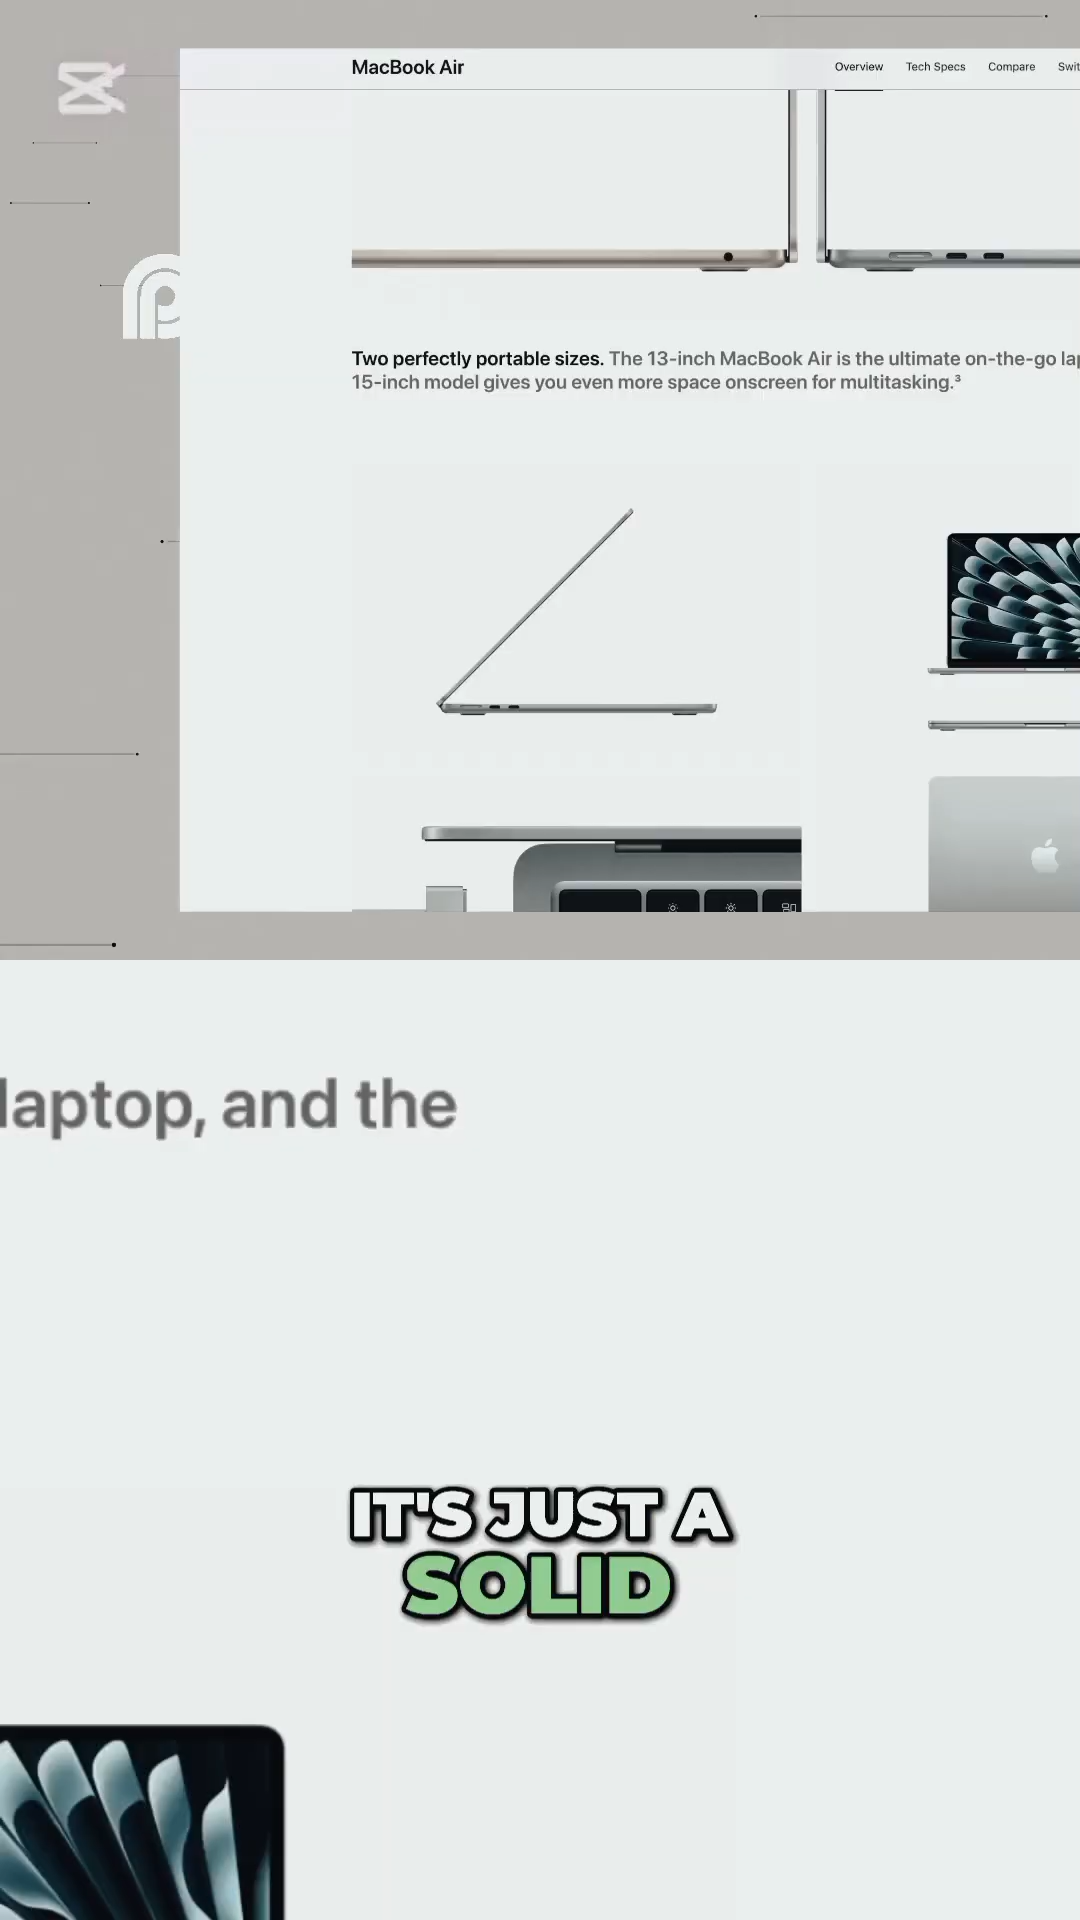 MacBook Air
Overview Tech Specs Compare
Two perfectly portable sizes. The 13-inch MacBook Air is the ultimate on-the-go
15-inch model gives you even more space onscreen for multitasking.³
laptop, and the
IT'S JUST A
SOLID